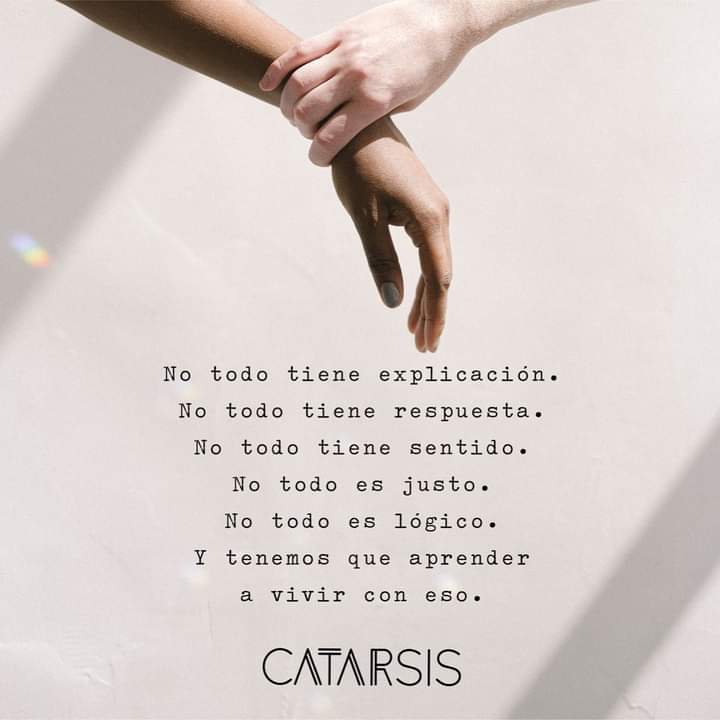 No todo tiene explicación.
No todo tiene respuesta.
No todo tiene sentido.
No todo es justo.
No todo es lógico.
Y tenemos que aprender
a vivir con eso.
CATARSIS